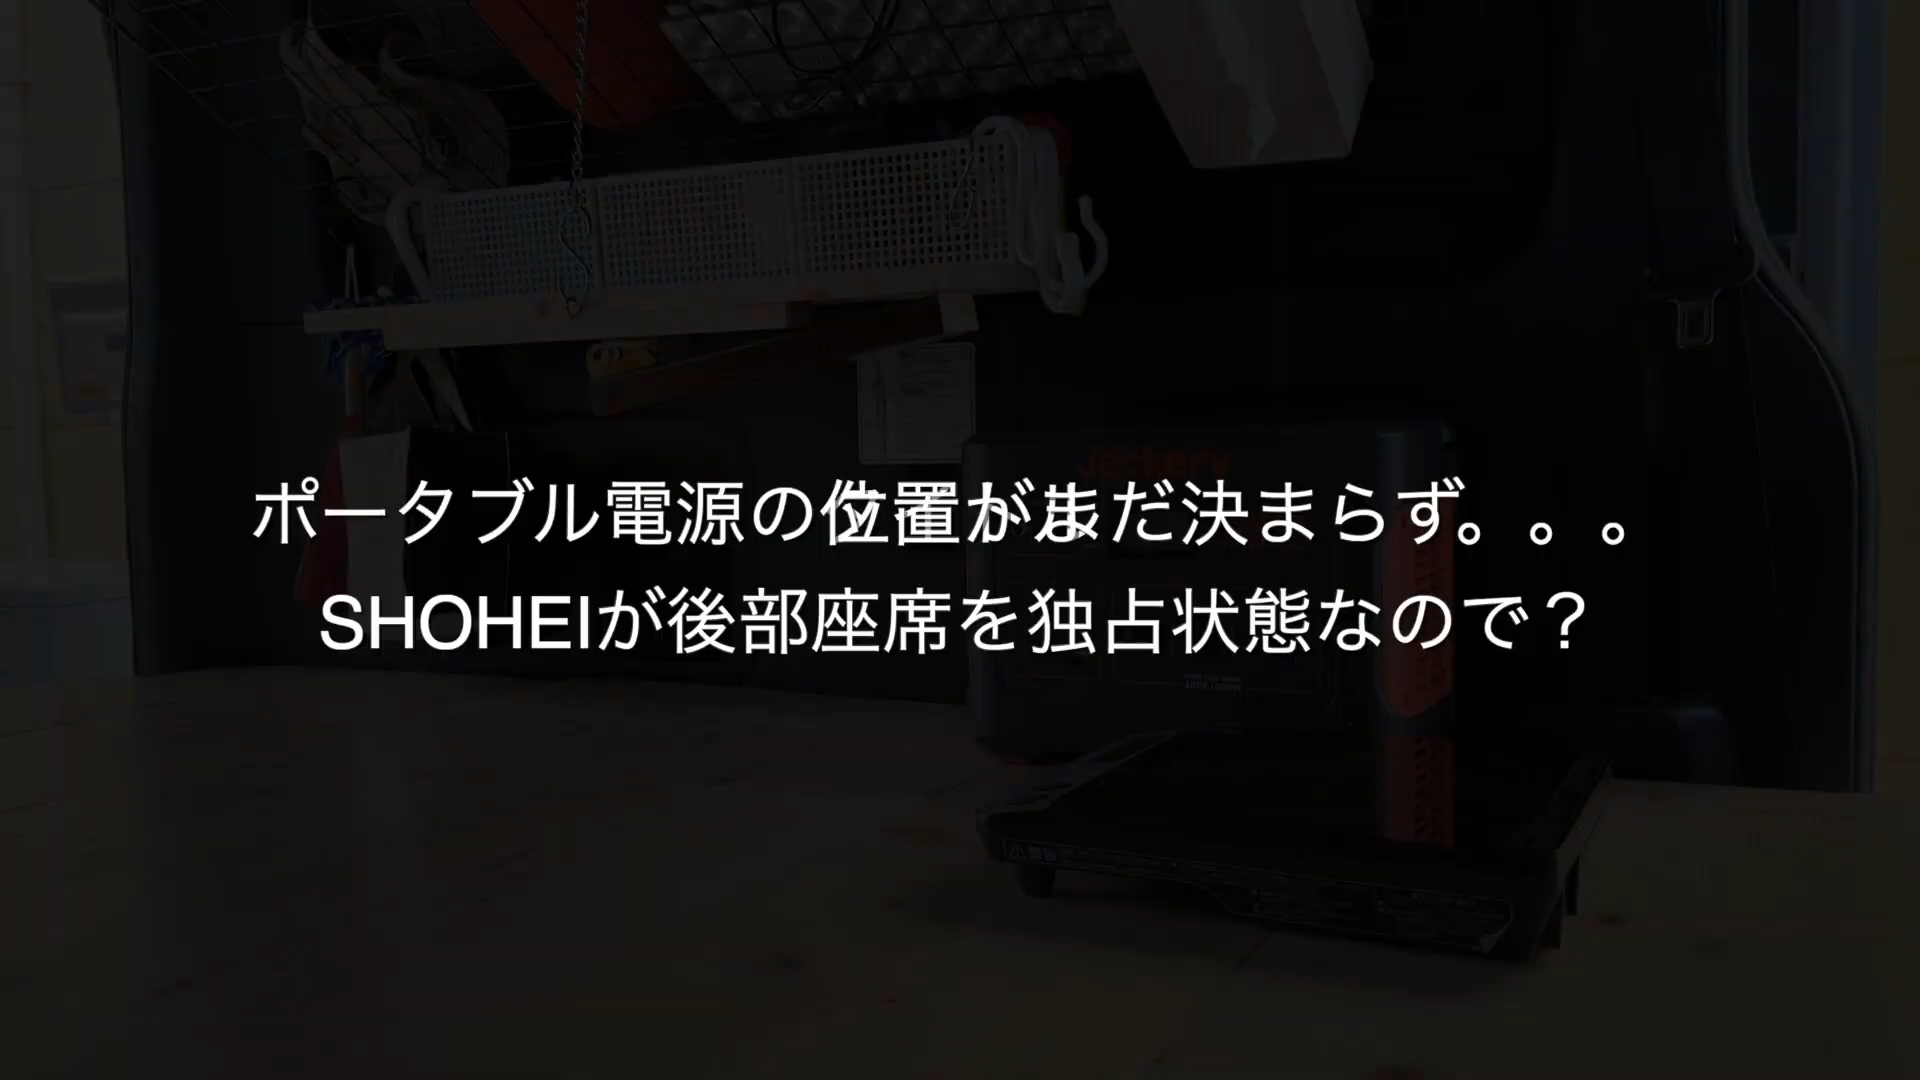 Jackery
ポータブル電源の位置がまだ決まらず。。。
SHOHEIが後部座席を独占状態なので？